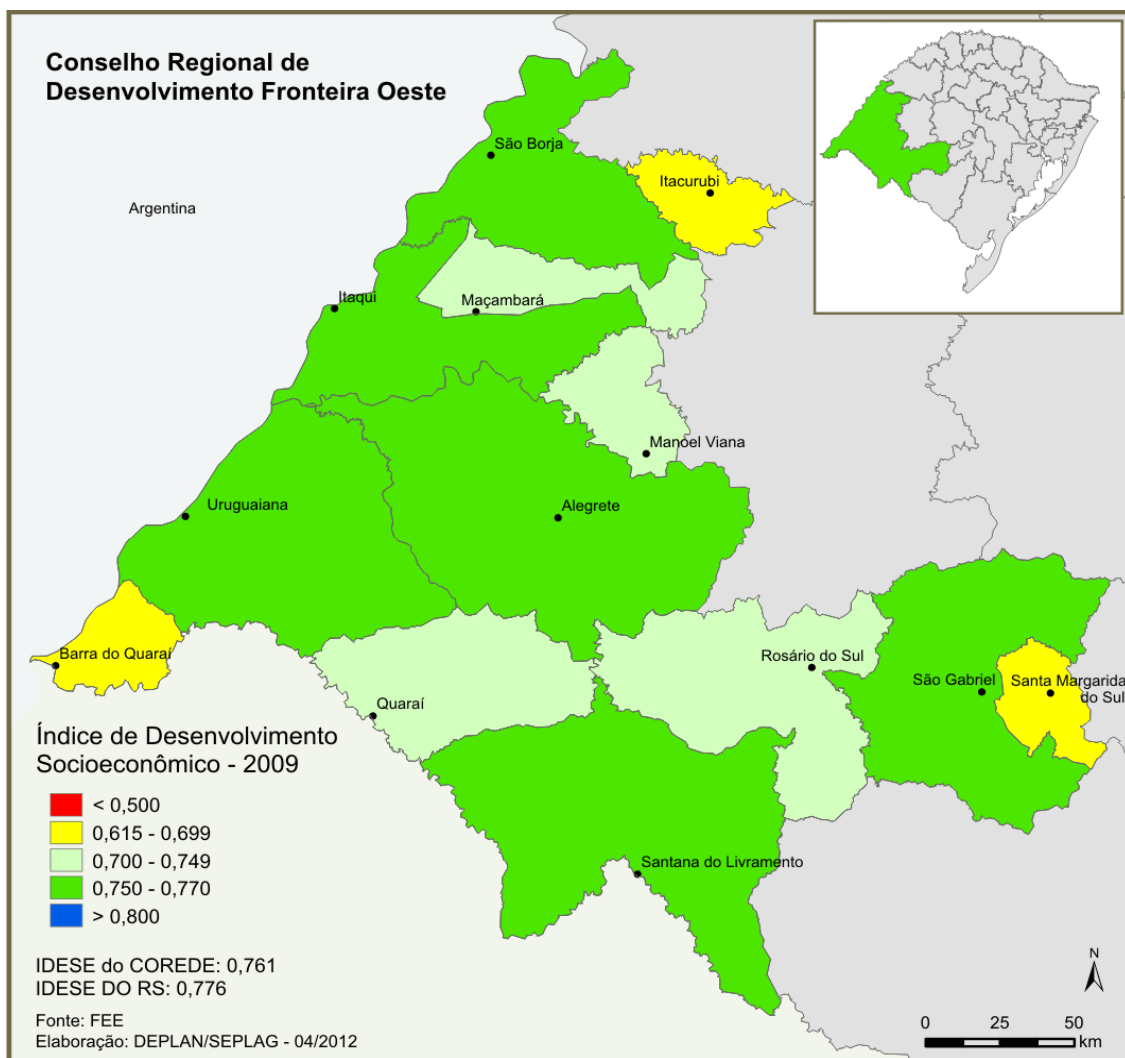 Conselho Regional de
Desenvolvimento Fronteira Oeste
São Borja
Itacurubi
Argentina
Itaqui
Maçambará
Manoel Viana
Uruguaiana
Alegrete
Barra do Quaraí
Rosário do Sul
São Gabriel
Santa Margarida
do Sul
Quaraí
Índice de Desenvolvimento
Socioeconômico - 2009
< 0,500
0,615 - 0,699
0,700 - 0,749
0,750 - 0,770
> 0,800
Santana do Livramento
IDESE do COREDE: 0,761
IDESE DO RS: 0,776
Fonte: FEE
Elaboração: DEPLAN/SEPLAG - 04/2012
N
0 25 50
km